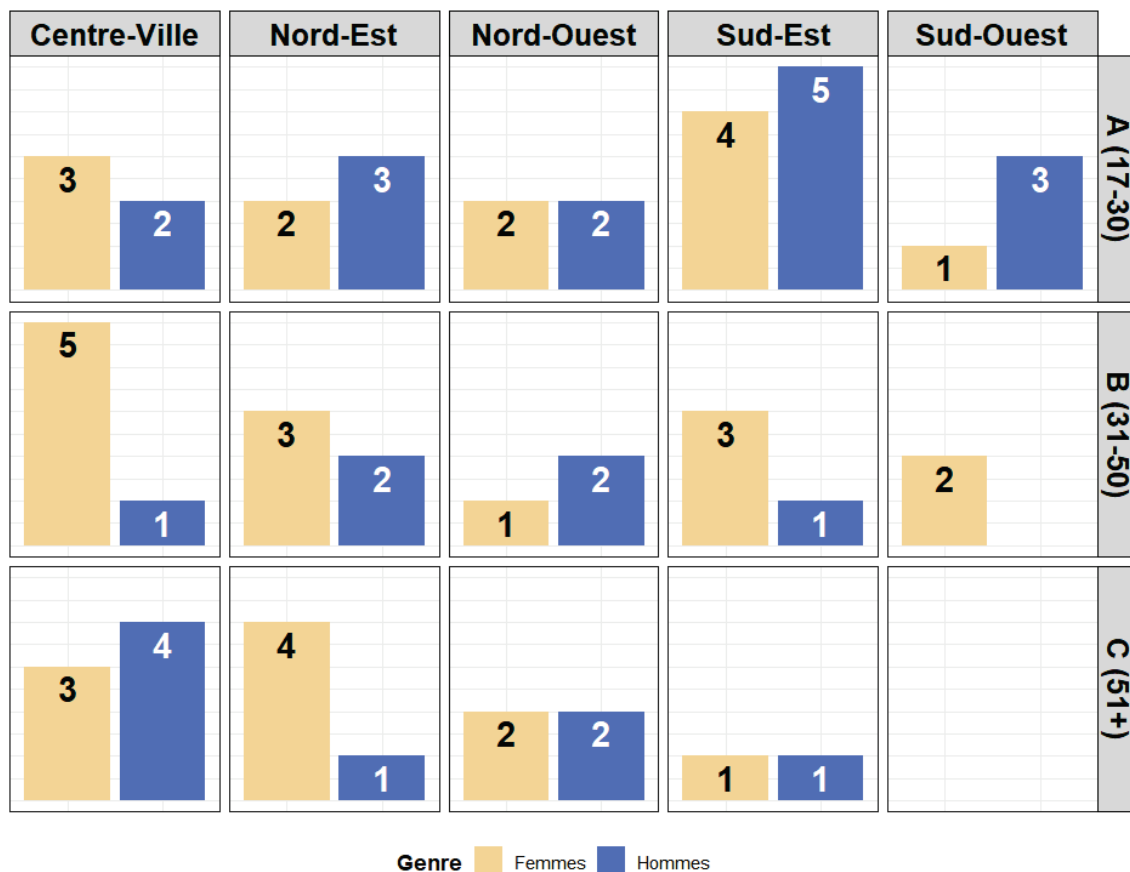 Centre-Ville Nord-Est Nord-Ouest Sud-Est Sud-Ouest
A (17-30)
3 2 2 3 2 2 4 5 1 3
B (31-50)
5 1 3 2 1 2 3 1 2
C (51+)
3 4 4 1 2 2 1 1
Genre Femmes Hommes